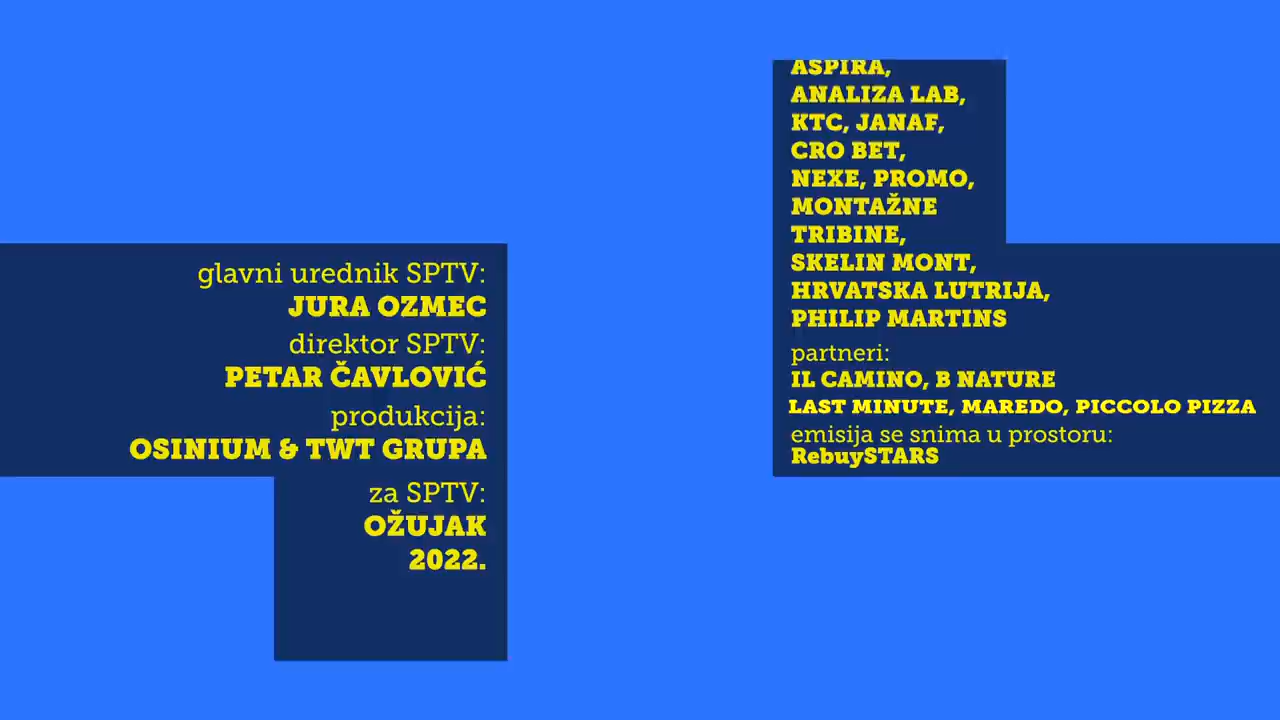 glavni urednik SPTV:
JURA OZMEC
direktor SPTV:
PETAR ČAVLOVIĆ
produkcija:
OSINIUM & TWT GRUPA
za SPTV:
OŽUJAK
2022.
ASPIRA,
ANALIZA LAB,
KTC, JANAF,
CRO BET,
NEXE, PROMO,
MONTAŽNE
TRIBINE,
SKELIN MONT,
HRVATSKA LUTRIJA,
PHILIP MARTINS
partneri:
IL CAMINO, B NATURE
LAST MINUTE, MAREDO, PICCOLO PIZZA
emisija se snima u prostoru:
RebuySTARS